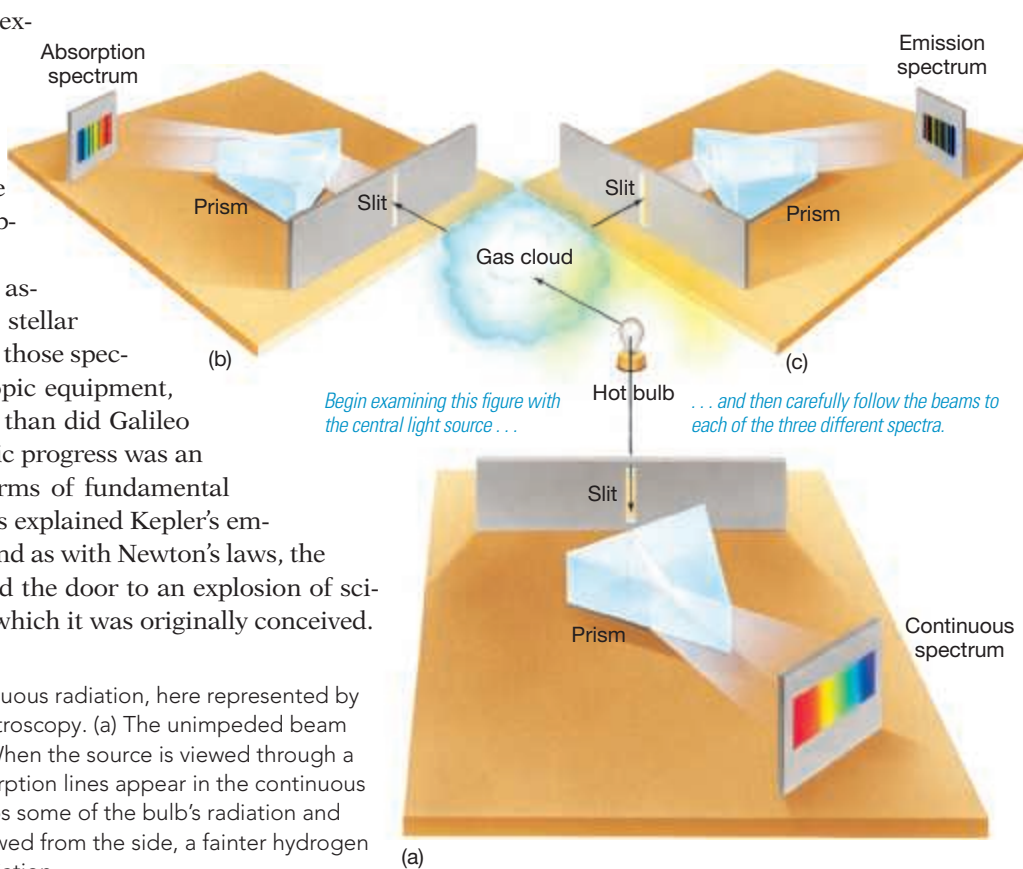 ex-
Absorption
spectrum
Emission
spectrum
e
Slit
Slit
Prism
Prism
p-
Gas cloud
as-
stellar
those spec-
(b)
(c)
opic equipment,
than did Galileo
ic progress was an
rms of fundamental
s explained Kepler's em-
nd as with Newton's laws, the
d the door to an explosion of sci-
which it was originally conceived.
Hot bulb
Begin examining this figure with
the central light source . . .
. . . and then carefully follow the beams to
each of the three different spectra.
Slit
Prism
Continuous
spectrum
uous radiation, here represented by
troscopy. (a) The unimpeded beam
When the source is viewed through a
rption lines appear in the continuous
s some of the bulb's radiation and
wed from the side, a fainter hydrogen
(a)